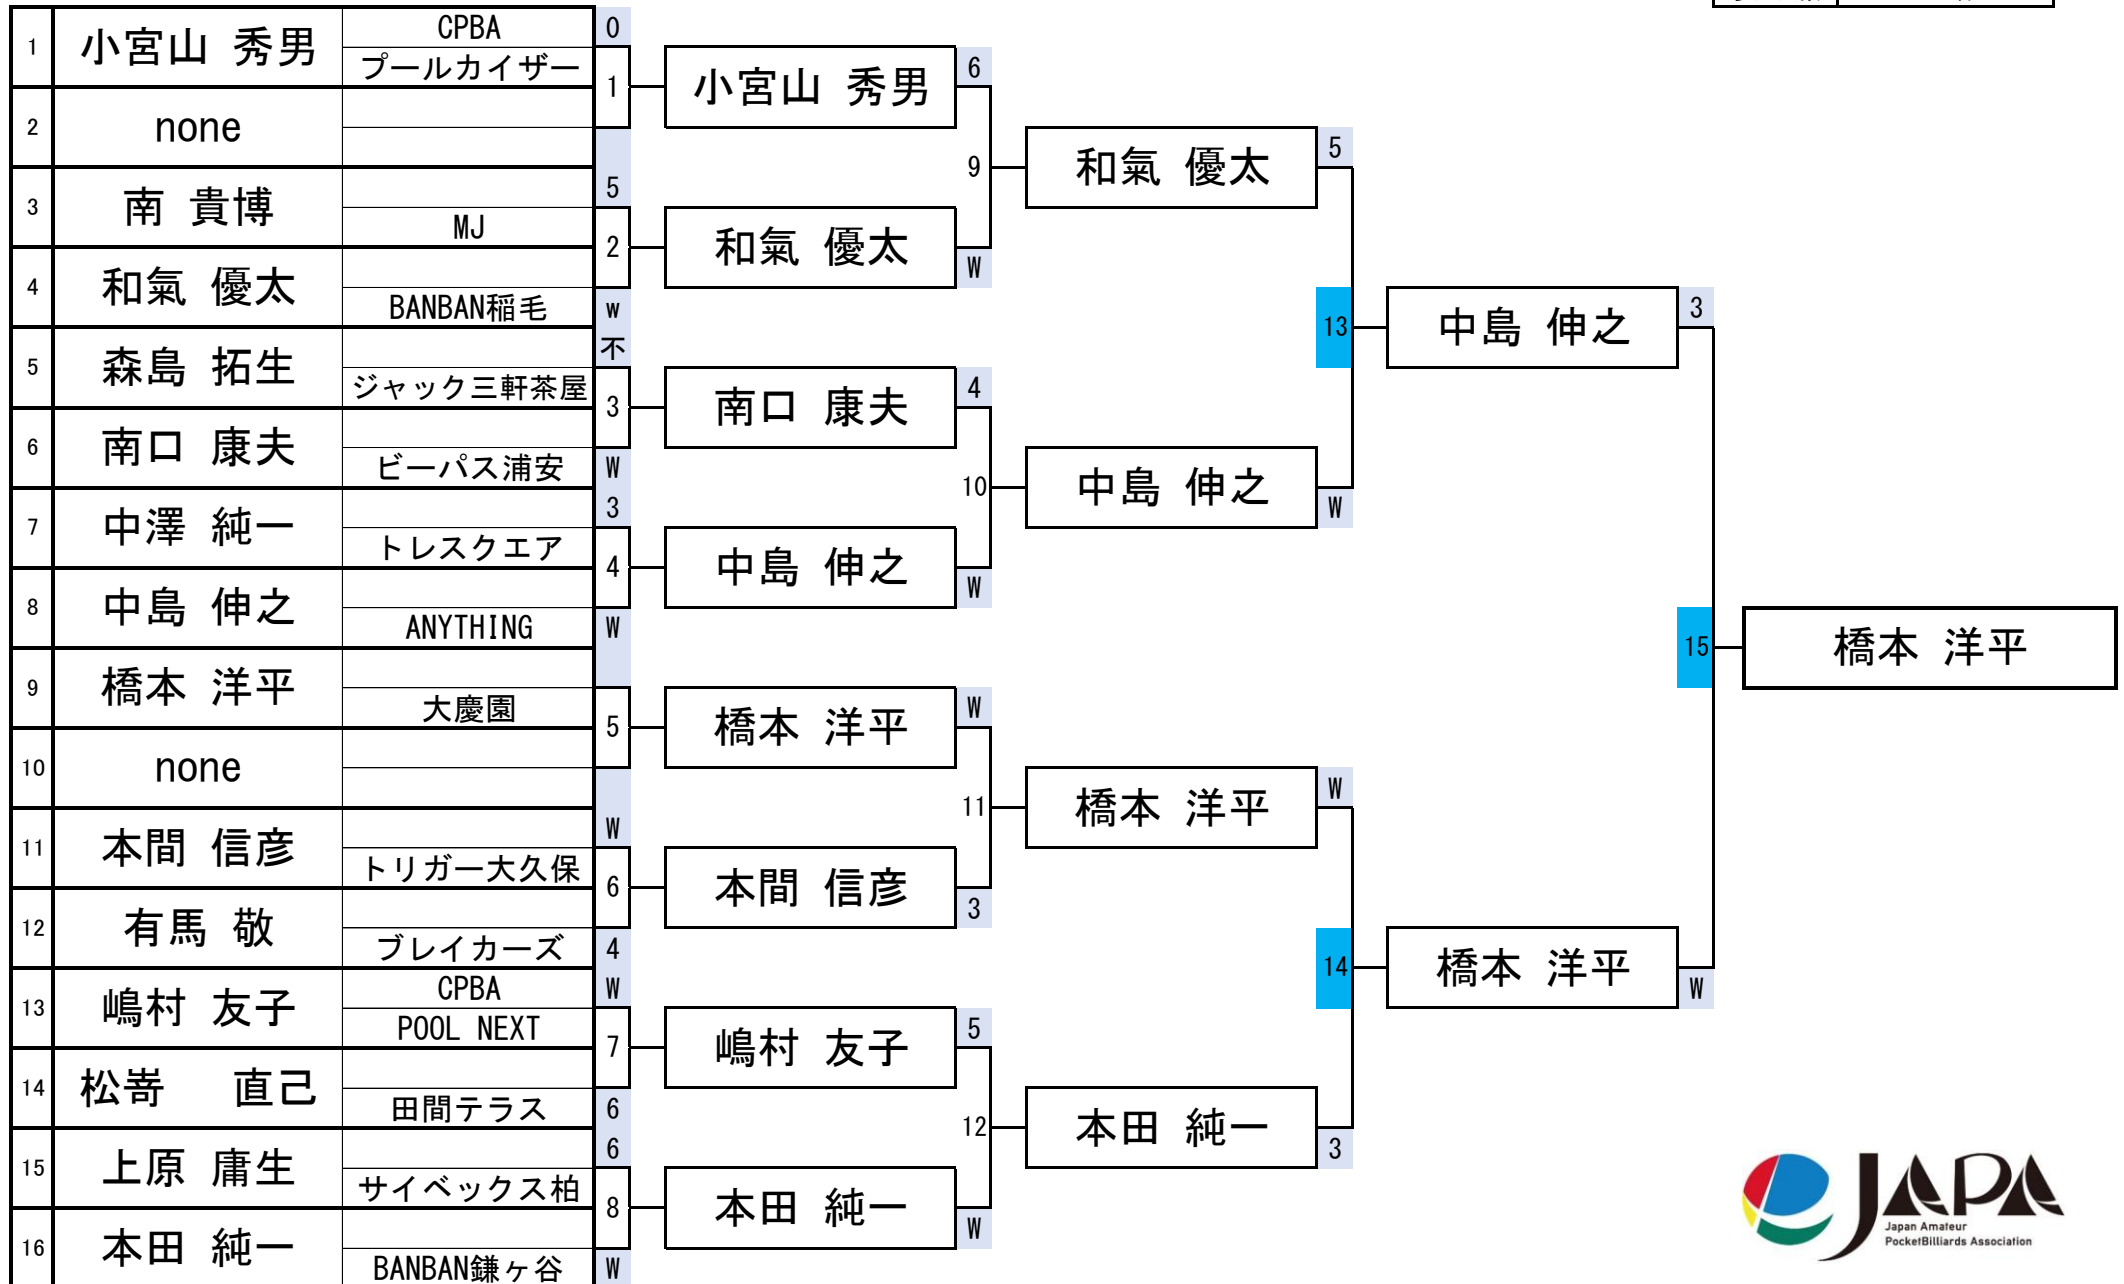 1 小宮山 秀男 CPBA 0
プールカイザー
1 小宮山 秀男 6
2 none
9 和氣 優太 5
3 南 貴博 5
MJ
2 和氣 優太 W
4 和氣 優太
BANBAN稲毛 w
13 中島 伸之 3
5 森島 拓生 不
ジャック三軒茶屋
3 南口 康夫 4
6 南口 康夫
ビーパス浦安 W
10 中島 伸之 W
7 中澤 純一 3
トレスクエア
4 中島 伸之 W
8 中島 伸之
ANYTHING W
15 橋本 洋平
9 橋本 洋平
大慶園
5 橋本 洋平 W
10 none
11 橋本 洋平 W
11 本間 信彦 W
トリガー大久保
6 本間 信彦 3
12 有馬 敬
ブレイカーズ 4
14 橋本 洋平 W
13 嶋村 友子 CPBA W
POOL NEXT
7 嶋村 友子 5
14 松嵜 直己
田間テラス 6
12 本田 純一 3
15 上原 庸生 6
サイベックス柏
8 本田 純一 W
16 本田 純一
BANBAN鎌ヶ谷 W
JAPA
Japan Amateur
PocketBilliards Association